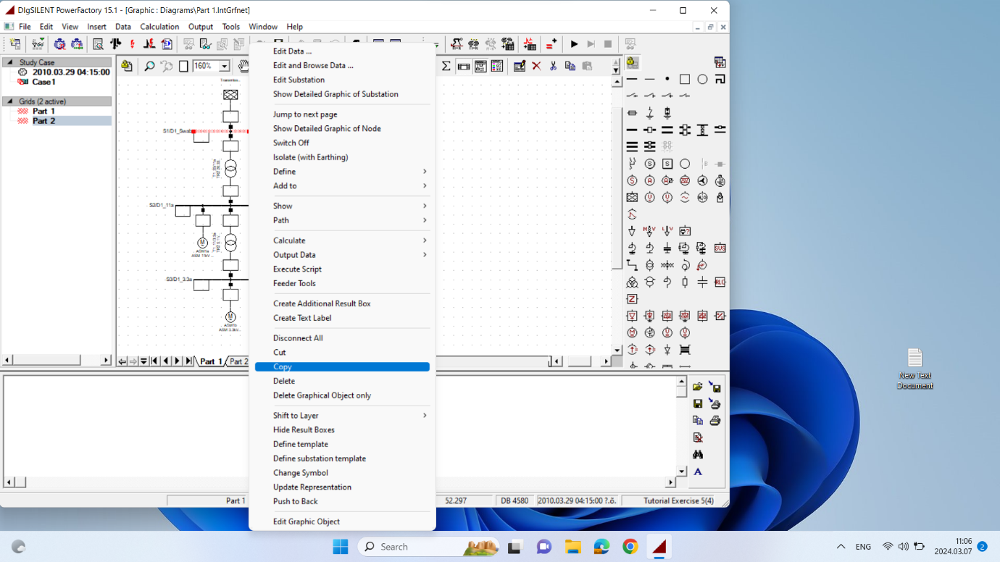 DIgSILENT PowerFactory 15.1 - [Graphic : Diagrams\Part 1.IntGrfnet]
File Edit View Insert Data Calculation Output Tools Window Help
160%
Study Case
2010.03.29 04:15:00
Case1
Grids (2 active)
Part 1
Part 2
S1/D1_Swab
S2/D1_11a
S3/D1_3.3a
Part 1
Part 2
Edit Data ...
Edit and Browse Data ...
Edit Substation
Show Detailed Graphic of Substation
Jump to next page
Show Detailed Graphic of Node
Switch Off
Isolate (with Earthing)
Define
Add to
Show
Path
Calculate
Output Data
Execute Script
Feeder Tools
Create Additional Result Box
Create Text Label
Disconnect All
Cut
Copy
Delete
Delete Graphical Object only
Shift to Layer
Hide Result Boxes
Define template
Define substation template
Change Symbol
Update Representation
Push to Back
Edit Graphic Object
SVS
RLC
Part 1
52.297
DB 4580
2010.03.29 04:15:00
Tutorial Exercise 5(4)
New Text
Document
Search
ENG
11:06
2024.03.07
2